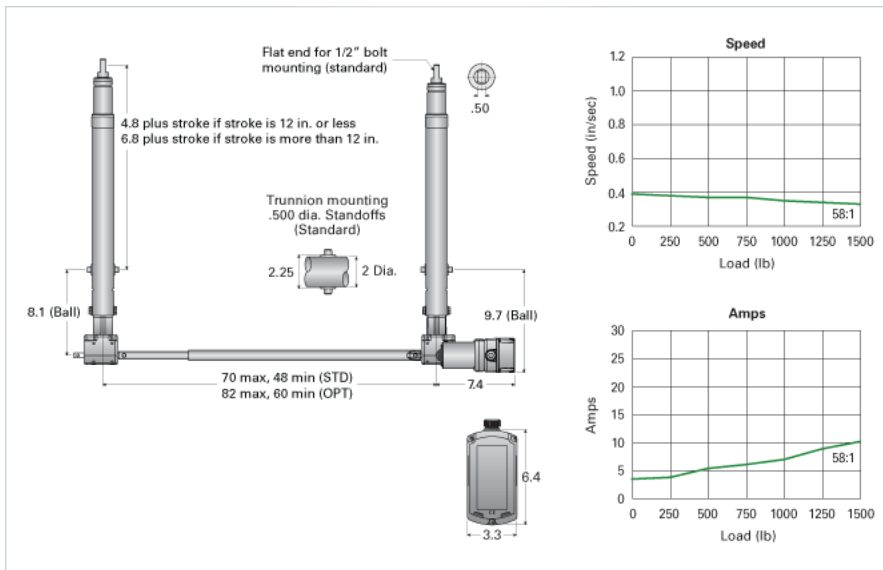 Flat end for 1/2" bolt
mounting (standard)
.50
4.8 plus stroke if stroke is 12 in. or less
6.8 plus stroke if stroke is more than 12 in.
Trunnion mounting
.500 dia. Standoffs
(Standard)
2.25
2 Dia.
8.1 (Ball)
9.7 (Ball)
70 max, 48 min (STD)
82 max, 60 min (OPT)
7.4
6.4
3.3
Speed
Speed (in/sec)
1.2
1.0
0.8
0.6
0.4
0.2
58:1
0 250 500 750 1000 1250 1500
Load (lb)
Amps
Amps
30
25
20
15
10
5
0
58:1
0 250 500 750 1000 1250 1500
Load (lb)